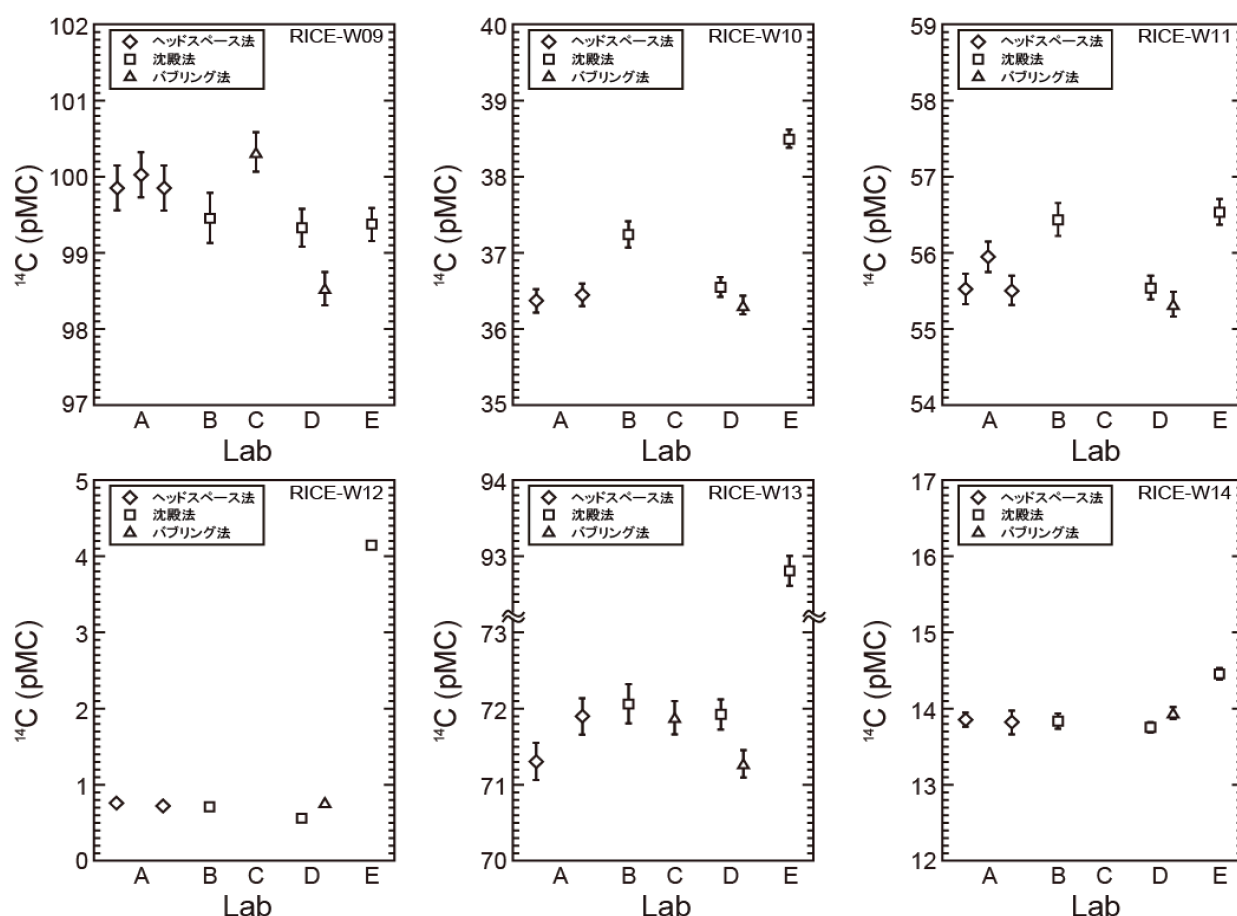 RICE-W09
ヘッドスペース法
沈殿法
バブリング法
102
101
100
99
98
97
¹⁴C (pMC)
A B C D E
Lab
RICE-W10
ヘッドスペース法
沈殿法
バブリング法
40
39
38
37
36
35
¹⁴C (pMC)
A B C D E
Lab
RICE-W11
ヘッドスペース法
沈殿法
バブリング法
59
58
57
56
55
54
¹⁴C (pMC)
A B C D E
Lab
RICE-W12
ヘッドスペース法
沈殿法
バブリング法
5
4
3
2
1
0
¹⁴C (pMC)
A B C D E
Lab
RICE-W13
ヘッドスペース法
沈殿法
バブリング法
94
93
73
72
71
70
¹⁴C (pMC)
A B C D E
Lab
RICE-W14
ヘッドスペース法
沈殿法
バブリング法
17
16
15
14
13
12
¹⁴C (pMC)
A B C D E
Lab